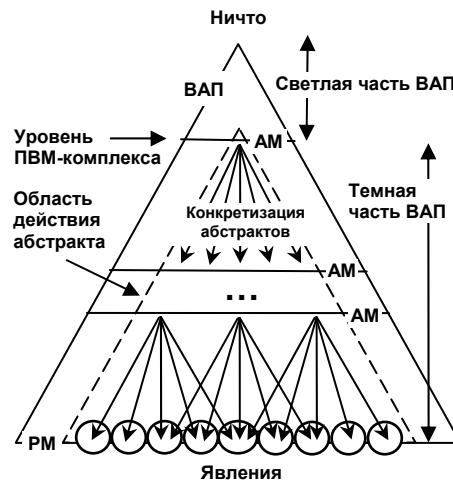 Ничто
ВАП
Светлая часть ВАП
Уровень
ПВМ-комплекса
АМ
Темная
часть ВАП
Область
действия
абстракта
Конкретизация
абстрактов
АМ
...
АМ
РМ
Явления